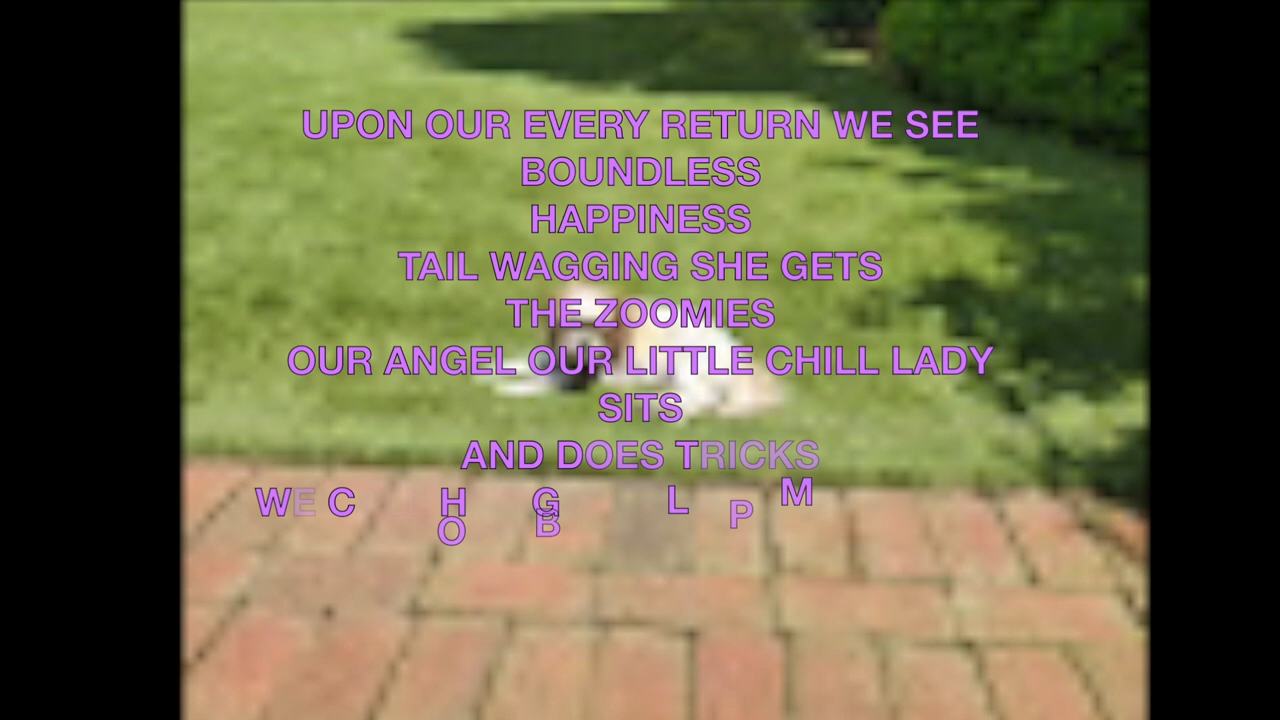 UPON OUR EVERY RETURN WE SEE
BOUNDLESS
HAPPINESS
TAIL WAGGING SHE GETS
THE ZOOMIES
OUR ANGEL OUR LITTLE CHILL LADY
SITS
AND DOES TRICKS
WE C H G L P M
O B